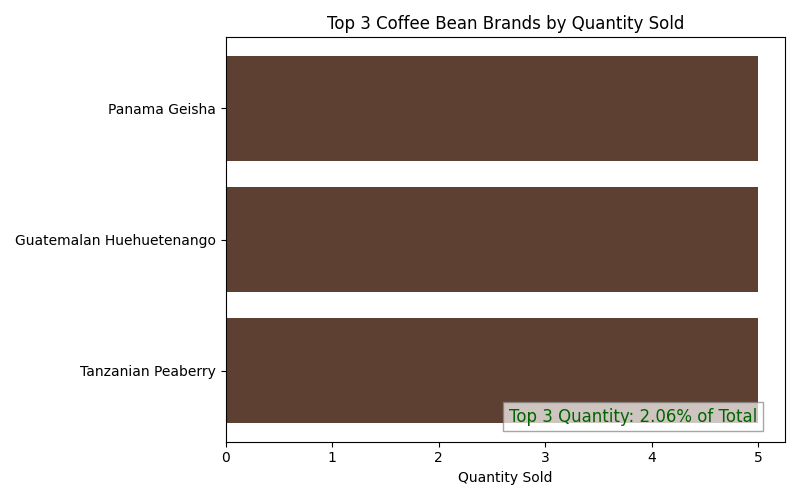 Top 3 Coffee Bean Brands by Quantity Sold
Panama Geisha
Guatemalan Huehuetenango
Tanzanian Peaberry
Top 3 Quantity: 2.06% of Total
0 1 2 3 4 5
Quantity Sold